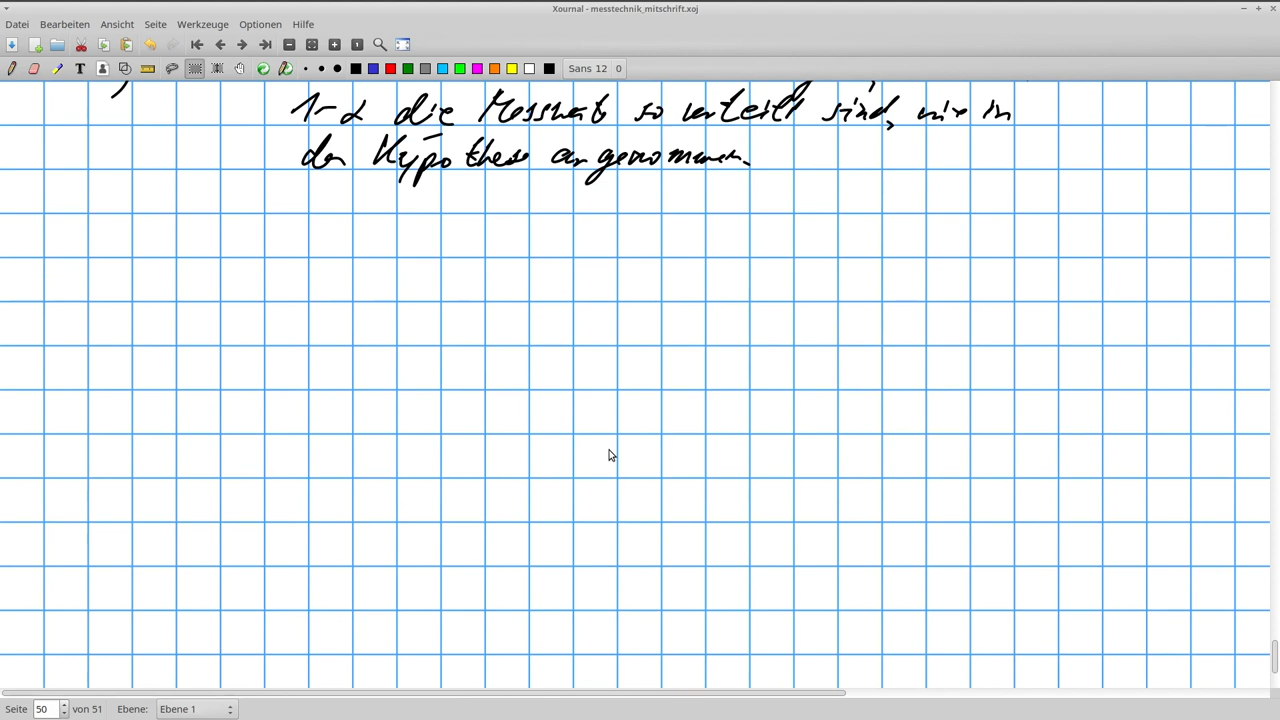 Xournal - messtechnik_mitschrift.xoj
Datei Bearbeiten Ansicht Seite Werkzeuge Optionen Hilfe
Sans 12 0
1-α die Messwerte so verteilt sind, wie in
der Hypothese angenommen.
Seite 50 von 51 Ebene: Ebene 1